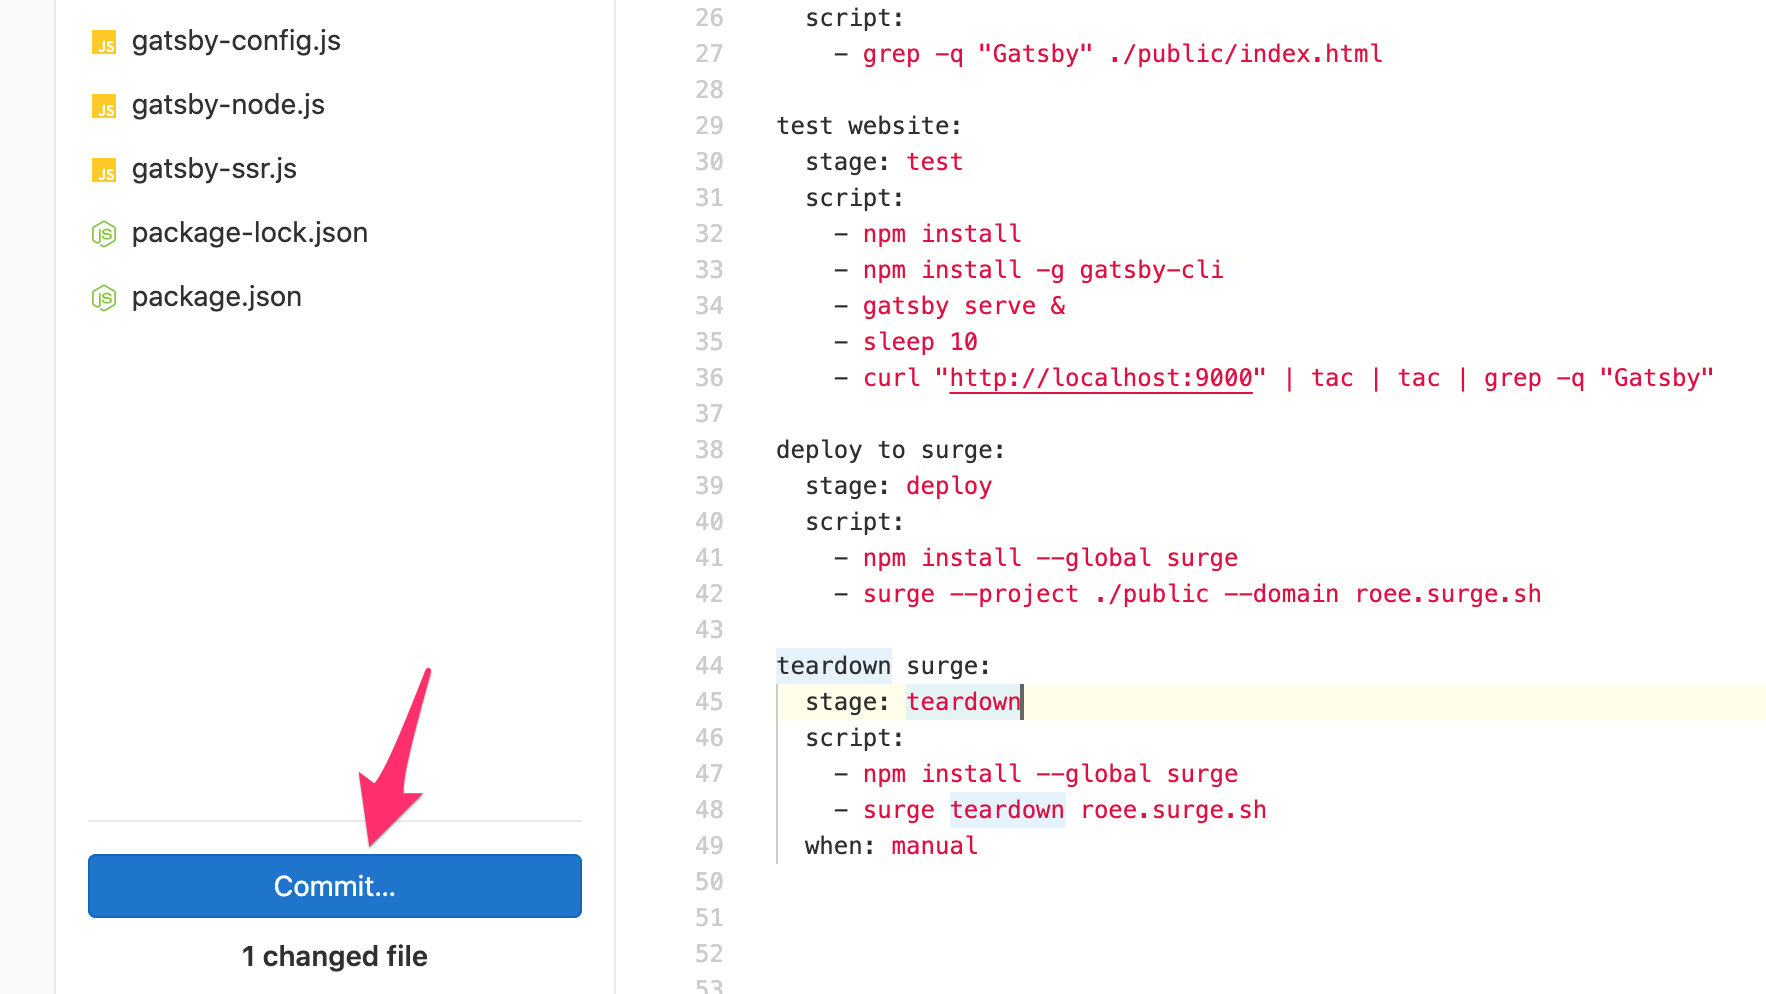 gatsby-config.js
gatsby-node.js
gatsby-ssr.js
package-lock.json
package.json
Commit...
1 changed file
26 script:
27 - grep -q "Gatsby" ./public/index.html
28
29 test website:
30 stage: test
31 script:
32 - npm install
33 - npm install -g gatsby-cli
34 - gatsby serve &
35 - sleep 10
36 - curl "http://localhost:9000" | tac | tac | grep -q "Gatsby"
37
38 deploy to surge:
39 stage: deploy
40 script:
41 - npm install --global surge
42 - surge --project ./public --domain roee.surge.sh
43
44 teardown surge:
45 stage: teardown
46 script:
47 - npm install --global surge
48 - surge teardown roee.surge.sh
49 when: manual
50
51
52
53